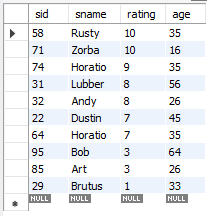 sid sname rating age
58 Rusty 10 35
71 Zorba 10 16
74 Horatio 9 35
31 Lubber 8 56
32 Andy 8 26
22 Dustin 7 45
64 Horatio 7 35
95 Bob 3 64
85 Art 3 26
29 Brutus 1 33
NULL NULL NULL NULL